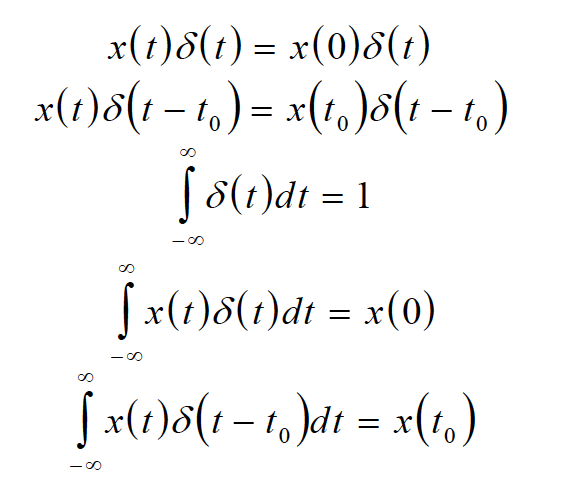 x(t)δ(t) = x(0)δ(t)
x(t)δ(t − t₀) = x(t₀)δ(t − t₀)
∫_{−∞}^{∞} δ(t)dt = 1
∫_{−∞}^{∞} x(t)δ(t)dt = x(0)
∫_{−∞}^{∞} x(t)δ(t − t₀)dt = x(t₀)